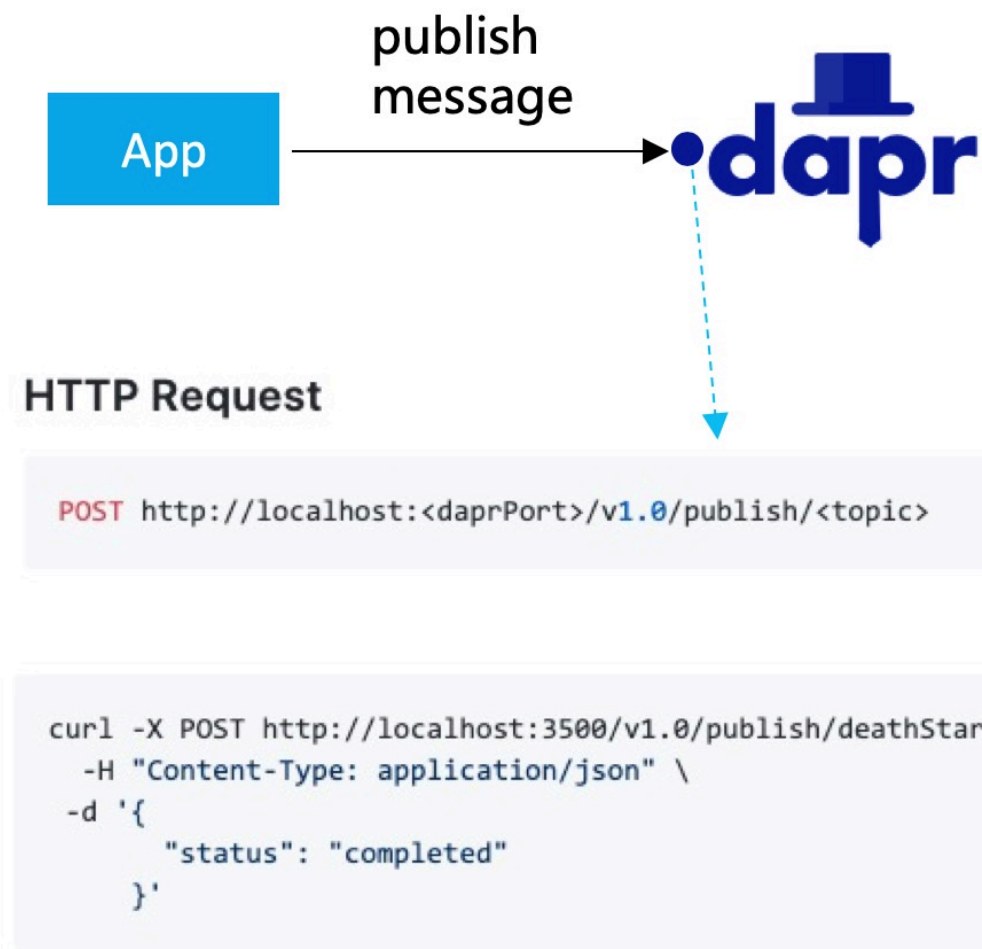 publish
message
App
dapr
HTTP Request
POST http://localhost:<daprPort>/v1.0/publish/<topic>
curl -X POST http://localhost:3500/v1.0/publish/deathStar
-H "Content-Type: application/json" \
-d '{
"status": "completed"
}'